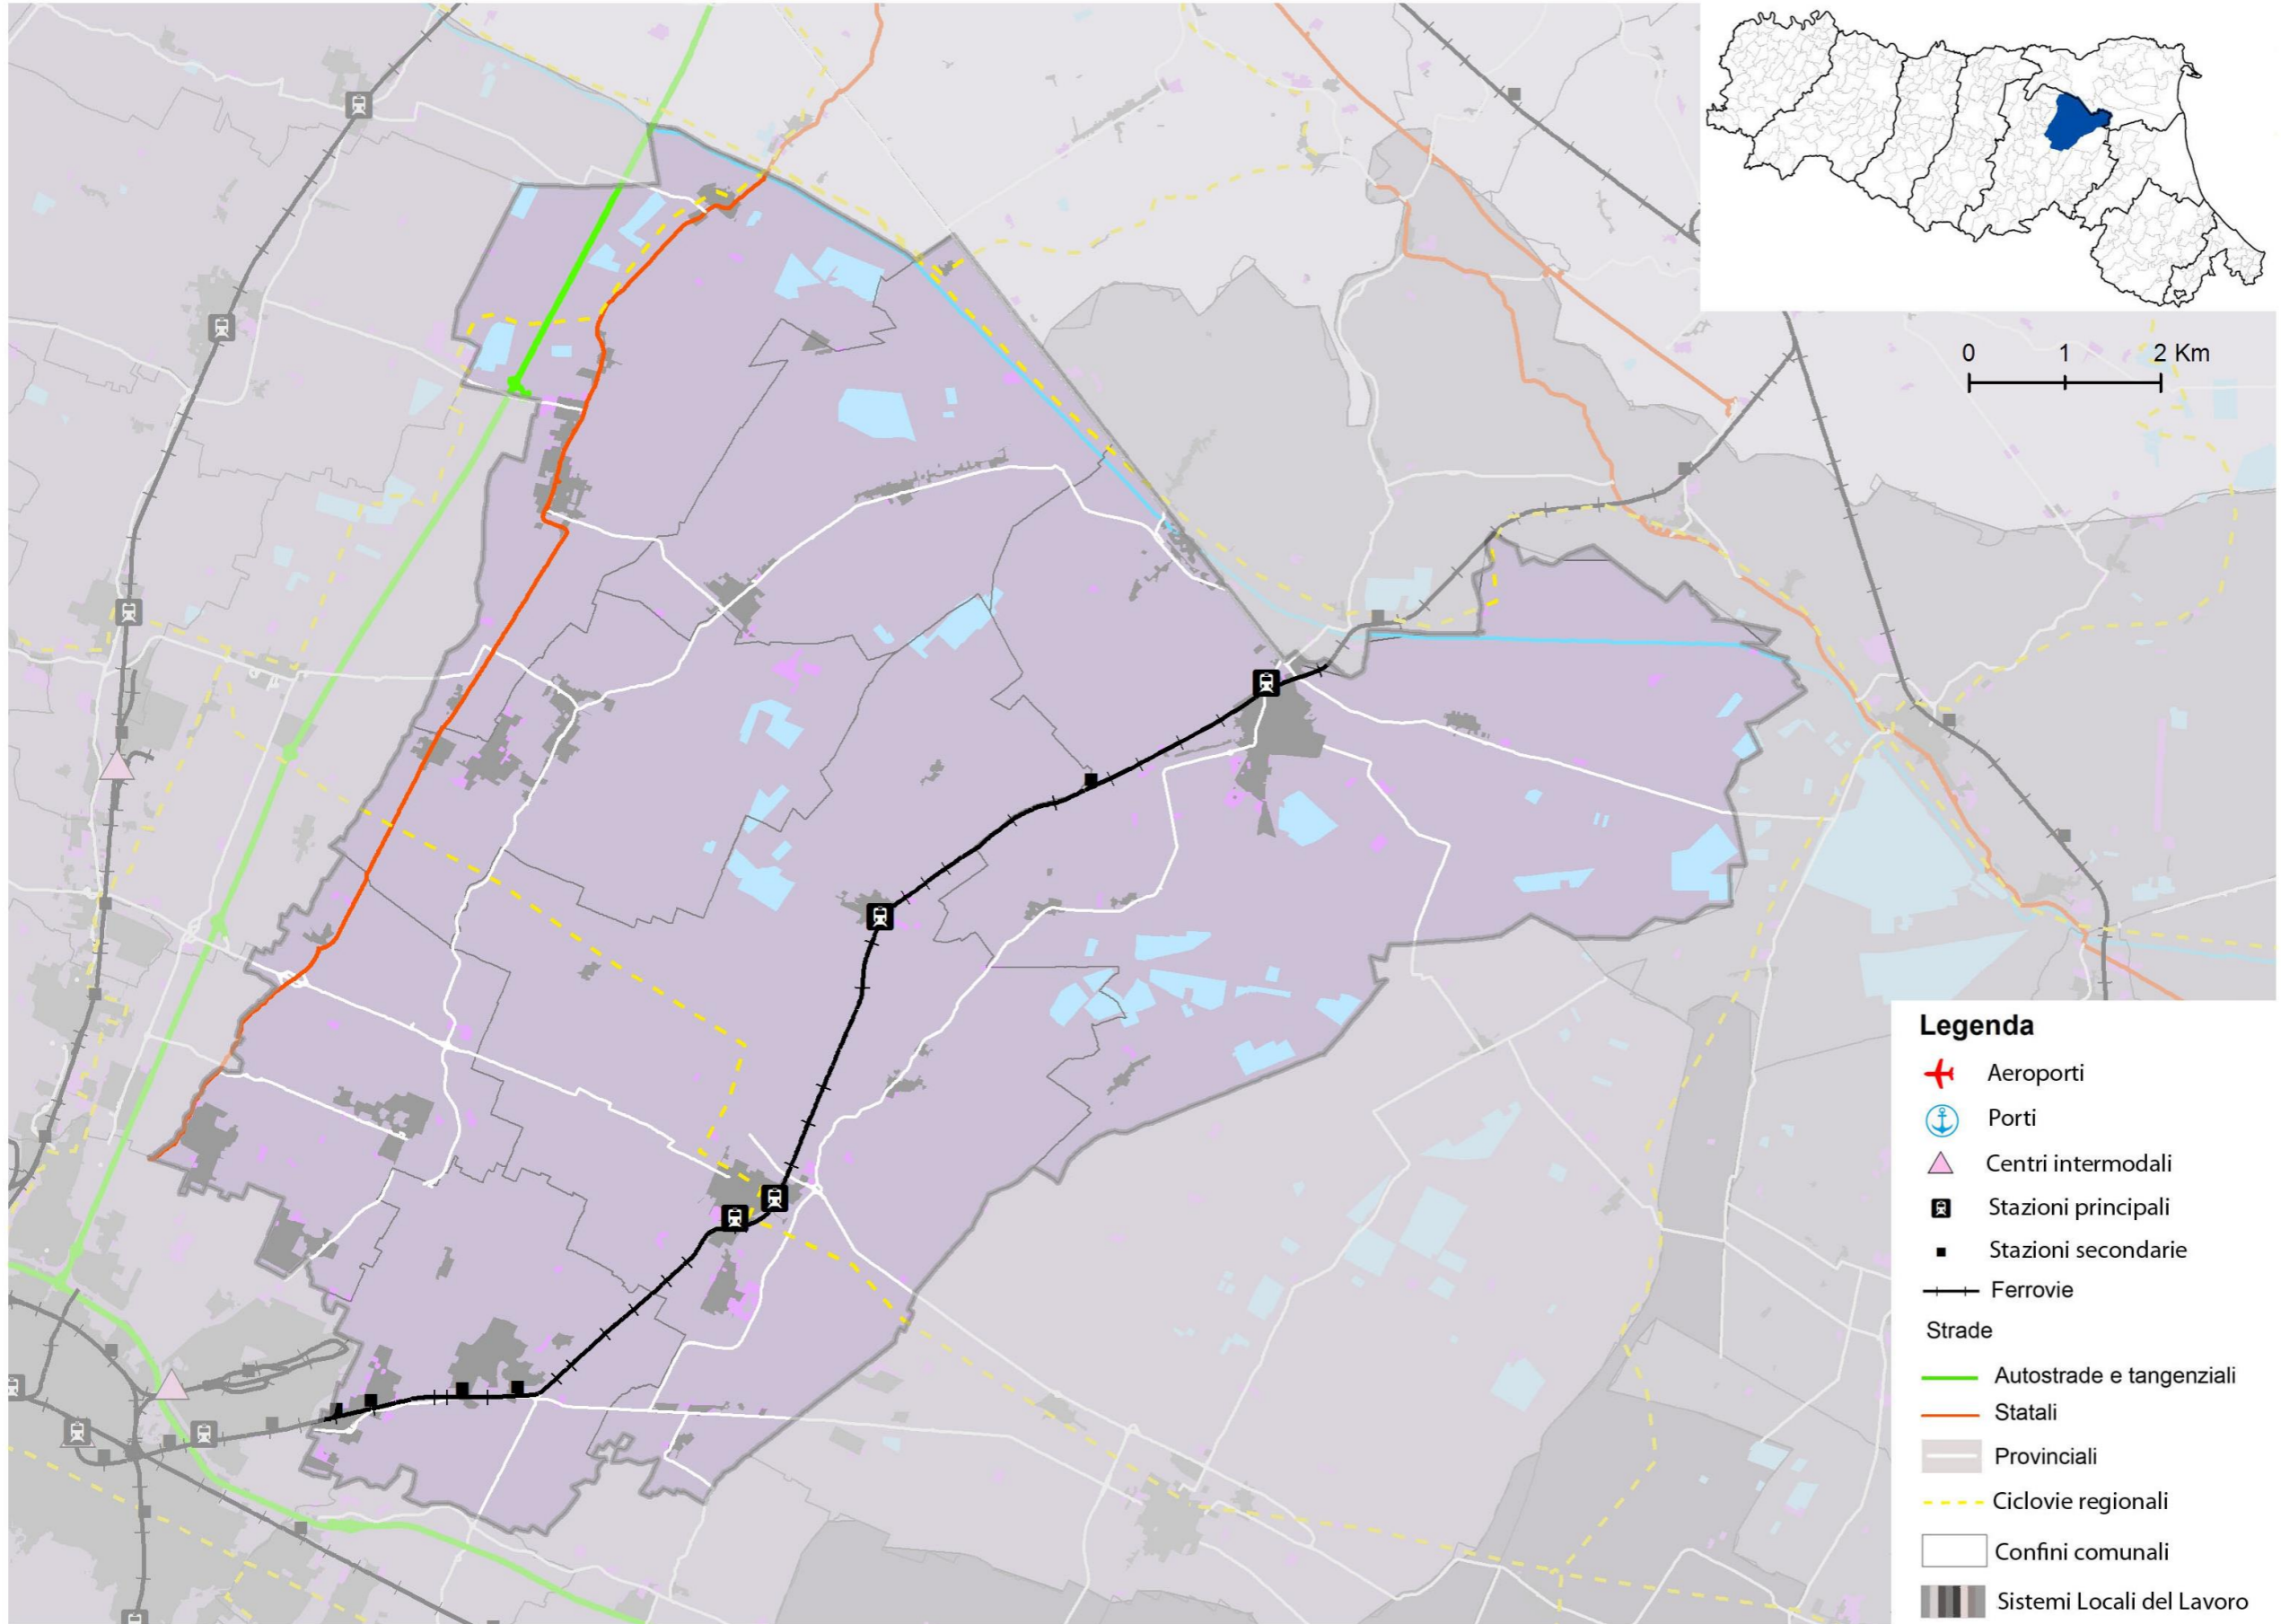 0 1 2 Km
Legenda
Aeroporti
Porti
Centri intermodali
Stazioni principali
Stazioni secondarie
Ferrovie
Strade
Autostrade e tangenziali
Statali
Provinciali
Ciclovie regionali
Confini comunali
Sistemi Locali del Lavoro